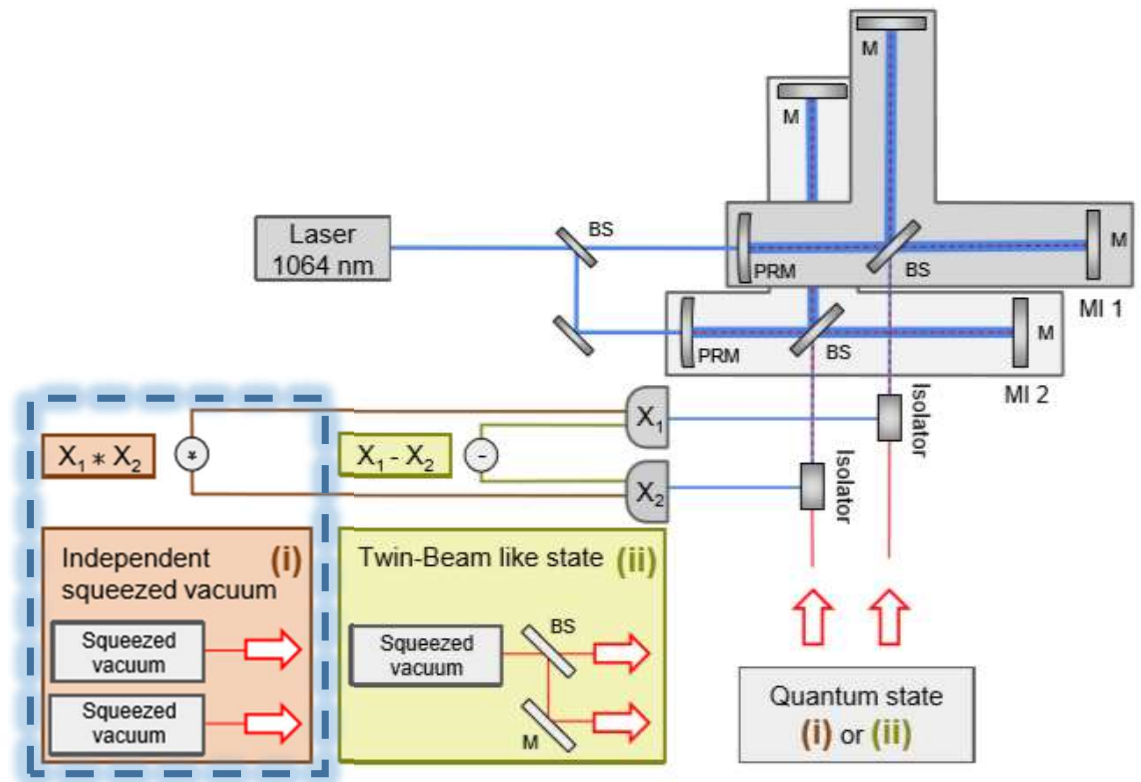 M
M
Laser
1064 nm
BS
M
PRM
BS
MI 1
M
PRM
BS
MI 2
Isolator
Isolator
X1 * X2
*
X1 - X2
-
X1
X2
Independent (i)
squeezed vacuum
Squeezed
vacuum
Squeezed
vacuum
Twin-Beam like state (ii)
Squeezed
vacuum
BS
M
Quantum state
(i) or (ii)